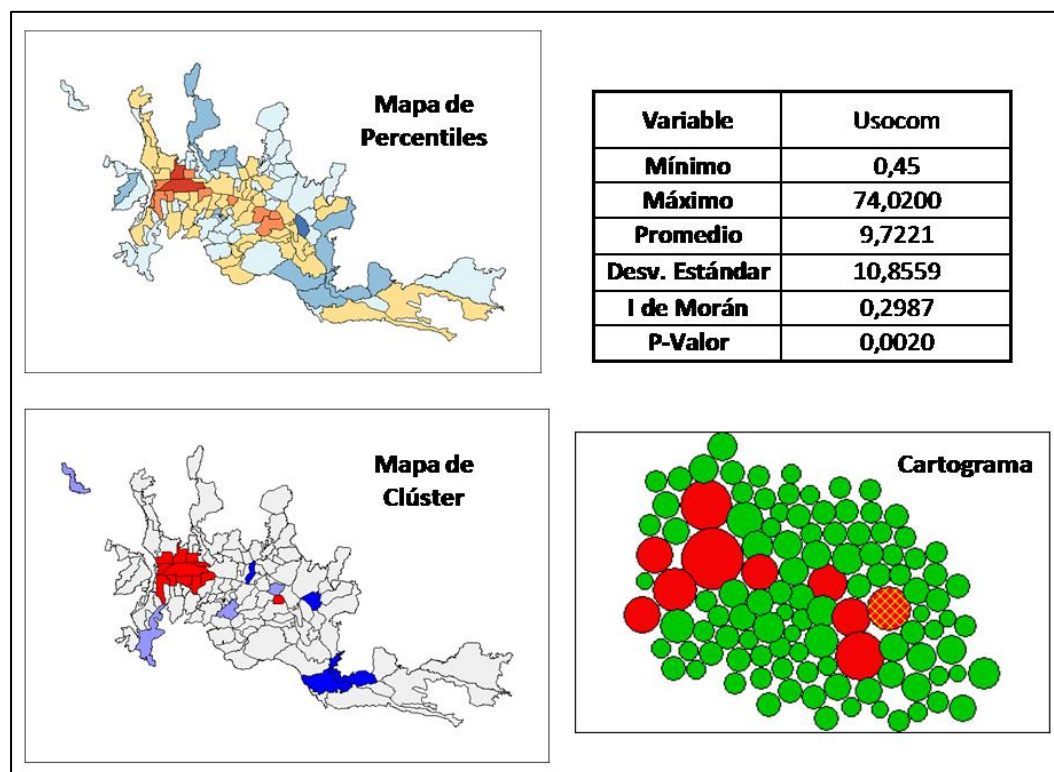 Mapa de
Percentiles
Variable Usocom
Mínimo 0,45
Máximo 74,0200
Promedio 9,7221
Desv. Estándar 10,8559
I de Morán 0,2987
P-Valor 0,0020
Mapa de
Clúster
Cartograma